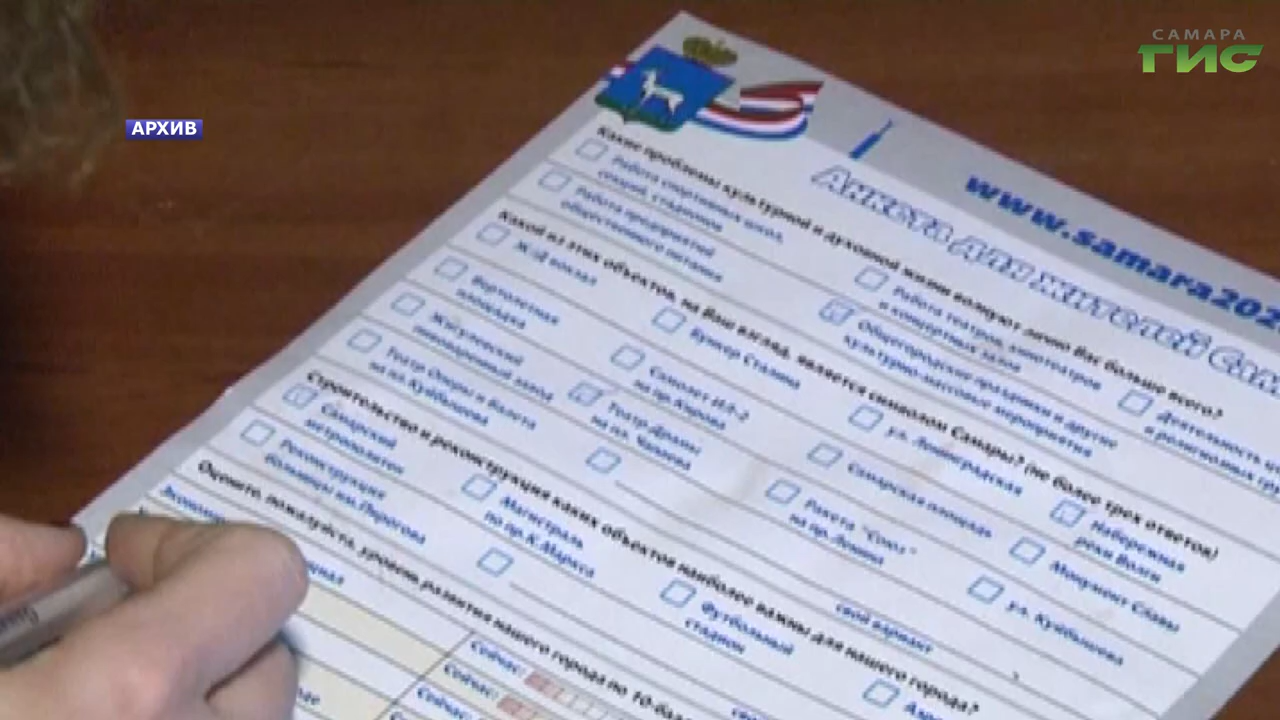 САМАРА
ГИС
АРХИВ
www.samara202
Анкета для жителей Сам
Какие проблемы культурной и духовной жизни волнуют лично Вас больше всего?
Работа спортивных школ,
секций, стадионов
Работа театров, кинотеатров
и концертных залов
Деятельность
и религиозных
Работа предприятий
общественного питания
Общегородские праздники и другие
культурно-массовые мероприятия
Какой из этих объектов, на Ваш взгляд, является символом Самары? (не более трех ответов)
Ж/Д вокзал
Бункер Сталина
ул. Ленинградская
Набережная
реки Волги
Вертолетная
площадка
Самолет ИЛ-2
на пр. Кирова
Самарская площадь
Монумент Славы
Жигулевский
пивоваренный завод
Театр Драмы
на пл. Чапаева
Ракета "Союз"
на пр. Ленина
ул. Куйбышева
Театр Оперы и Балета
на пл. Куйбышева
свой вариант
Строительство и реконструкция каких объектов наиболее важны для нашего города?
Самарский
метрополитен
Магистраль
по пр. К.Маркса
Футбольный
стадион
Реконструкция
больницы им. Пирогова
Оцените, пожалуйста, уровень развития нашего города по 10-бал
Сейчас:
Сейчас:
Сейчас: